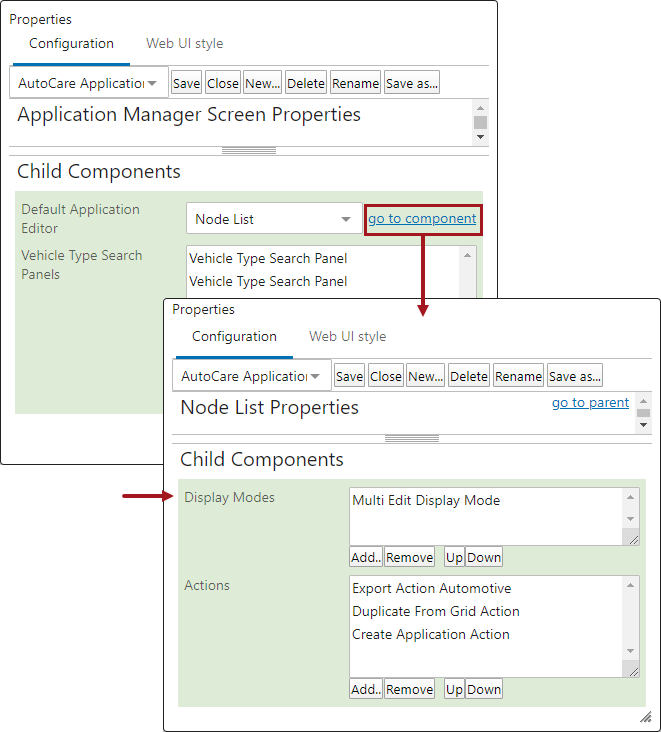 Properties
Configuration Web UI style
AutoCare Application Save Close New... Delete Rename Save as...
Application Manager Screen Properties
Child Components
Default Application Editor Node List go to component
Vehicle Type Search Panels Vehicle Type Search Panel
Vehicle Type Search Panel
Properties
Configuration Web UI style
AutoCare Application Save Close New... Delete Rename Save as...
Node List Properties go to parent
Child Components
Display Modes Multi Edit Display Mode
Add.. Remove Up Down
Actions Export Action Automotive
Duplicate From Grid Action
Create Application Action
Add.. Remove Up Down